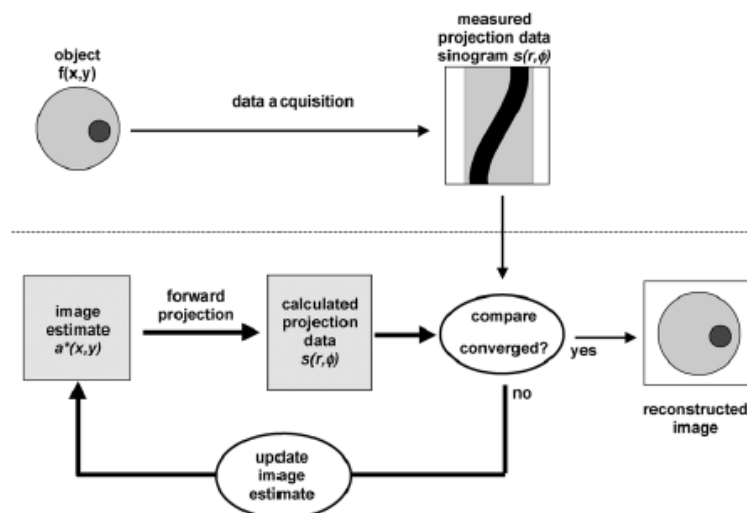 object
f(x,y)
data acquisition
measured
projection data
sinogram s(r,ϕ)
image
estimate
a*(x,y)
forward
projection
calculated
projection
data
s(r,ϕ)
compare
converged?
yes
no
update
image
estimate
reconstructed
image